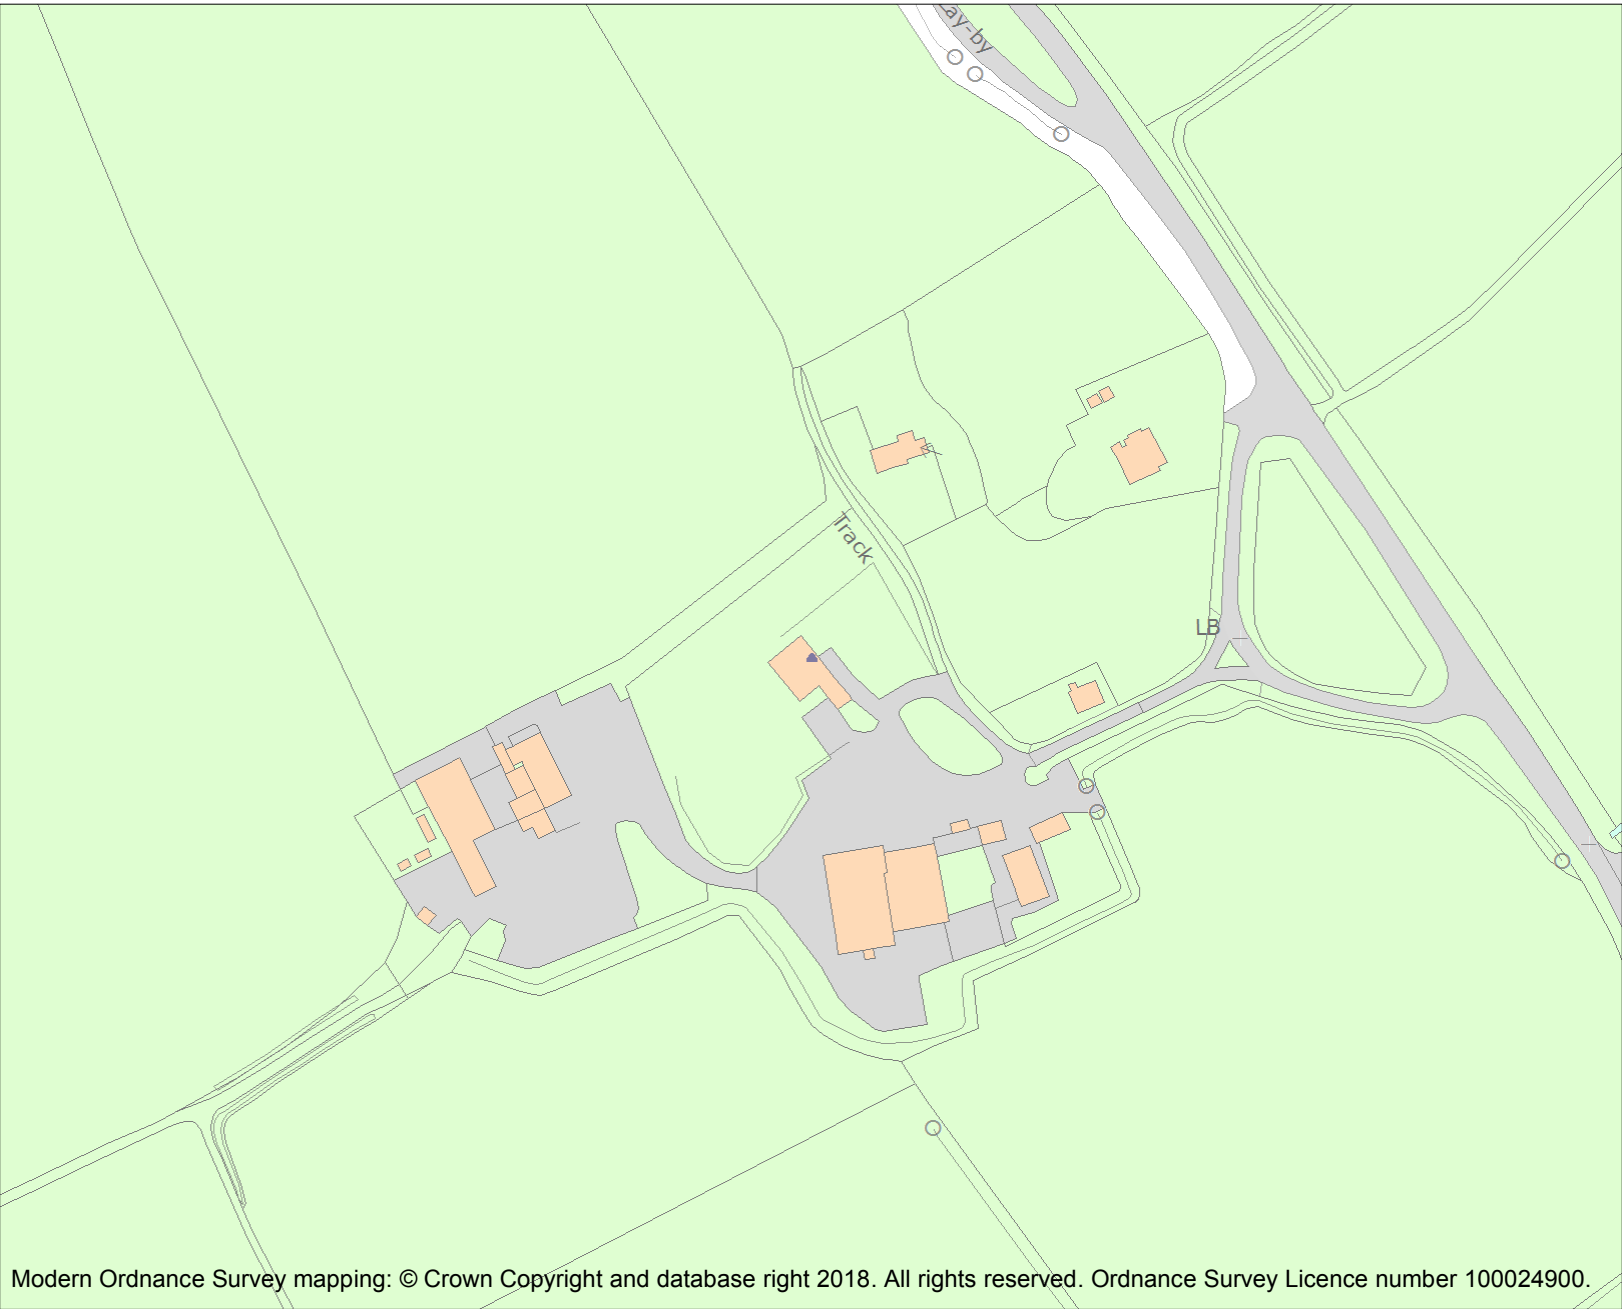 Lay-by
Track
LB
Modern Ordnance Survey mapping: © Crown Copyright and database right 2018. All rights reserved. Ordnance Survey Licence number 100024900.